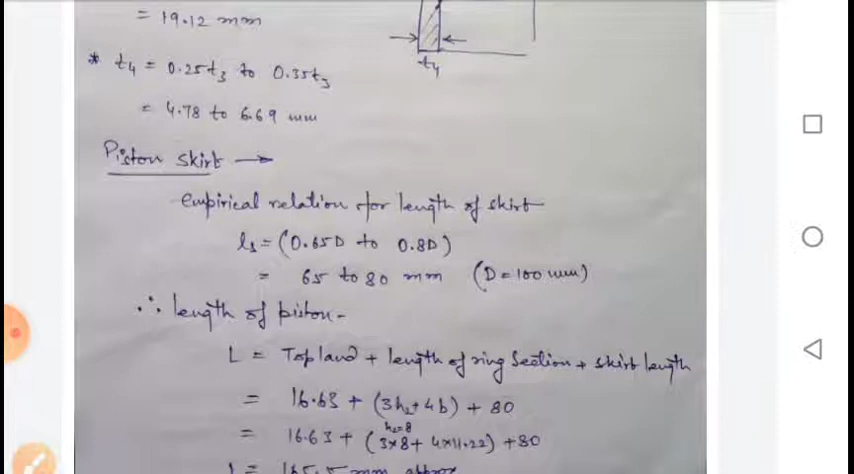 = 19.12 mm
* t4 = 0.25t3 to 0.35t3
t4
= 4.78 to 6.69 mm
Piston skirt →
Empirical relation for length of skirt
ls = (0.65D to 0.8D)
= 65 to 80 mm (D = 100 mm)
∴ length of piston -
L = Top land + length of ring section + skirt length
= 16.63 + (3h2 + 4b) + 80
h2=8
= 16.63 + (3×8 + 4×11.22) + 80
mm approx